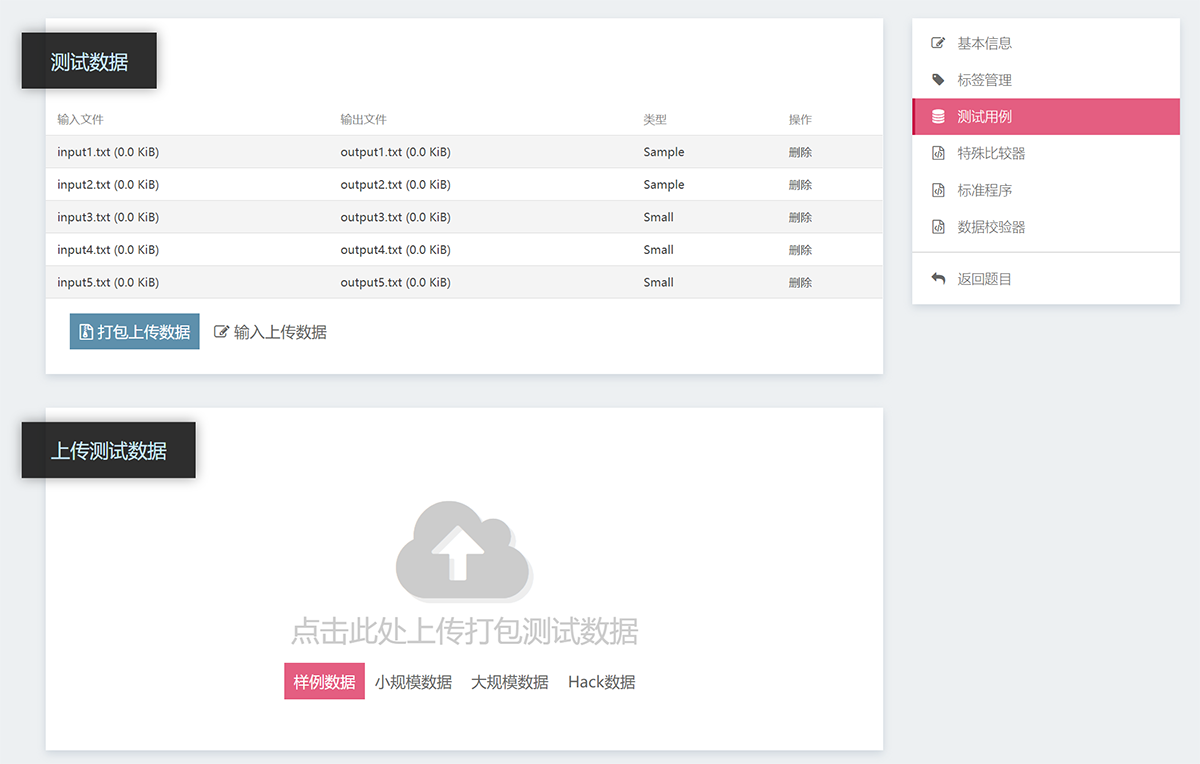 测试数据
输入文件 输出文件 类型 操作
input1.txt (0.0 KiB) output1.txt (0.0 KiB) Sample 删除
input2.txt (0.0 KiB) output2.txt (0.0 KiB) Sample 删除
input3.txt (0.0 KiB) output3.txt (0.0 KiB) Small 删除
input4.txt (0.0 KiB) output4.txt (0.0 KiB) Small 删除
input5.txt (0.0 KiB) output5.txt (0.0 KiB) Small 删除
打包上传数据 输入上传数据
上传测试数据
点击此处上传打包测试数据
样例数据 小规模数据 大规模数据 Hack数据
基本信息
标签管理
测试用例
特殊比较器
标准程序
数据校验器
返回题目